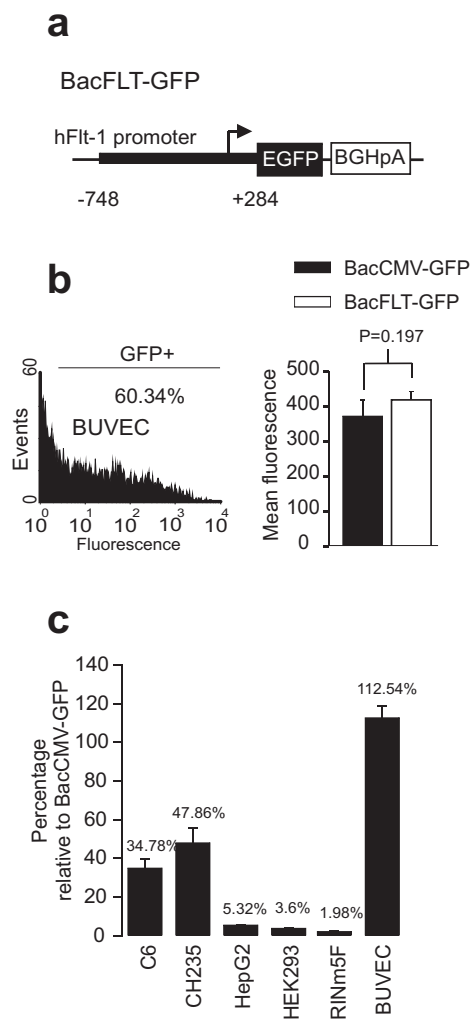 a
BacFLT-GFP
hFlt-1 promoter
EGFP
BGHpA
-748
+284
b
BacCMV-GFP
BacFLT-GFP
GFP+
60.34%
BUVEC
60
0
Events
10^0 10^1 10^2 10^3 10^4
Fluorescence
P=0.197
500
400
300
200
100
0
Mean fluorescence
c
140
120
100
80
60
40
20
0
Percentage
relative to BacCMV-GFP
34.78%
47.86%
5.32%
3.6%
1.98%
112.54%
C6
CH235
HepG2
HEK293
RINm5F
BUVEC